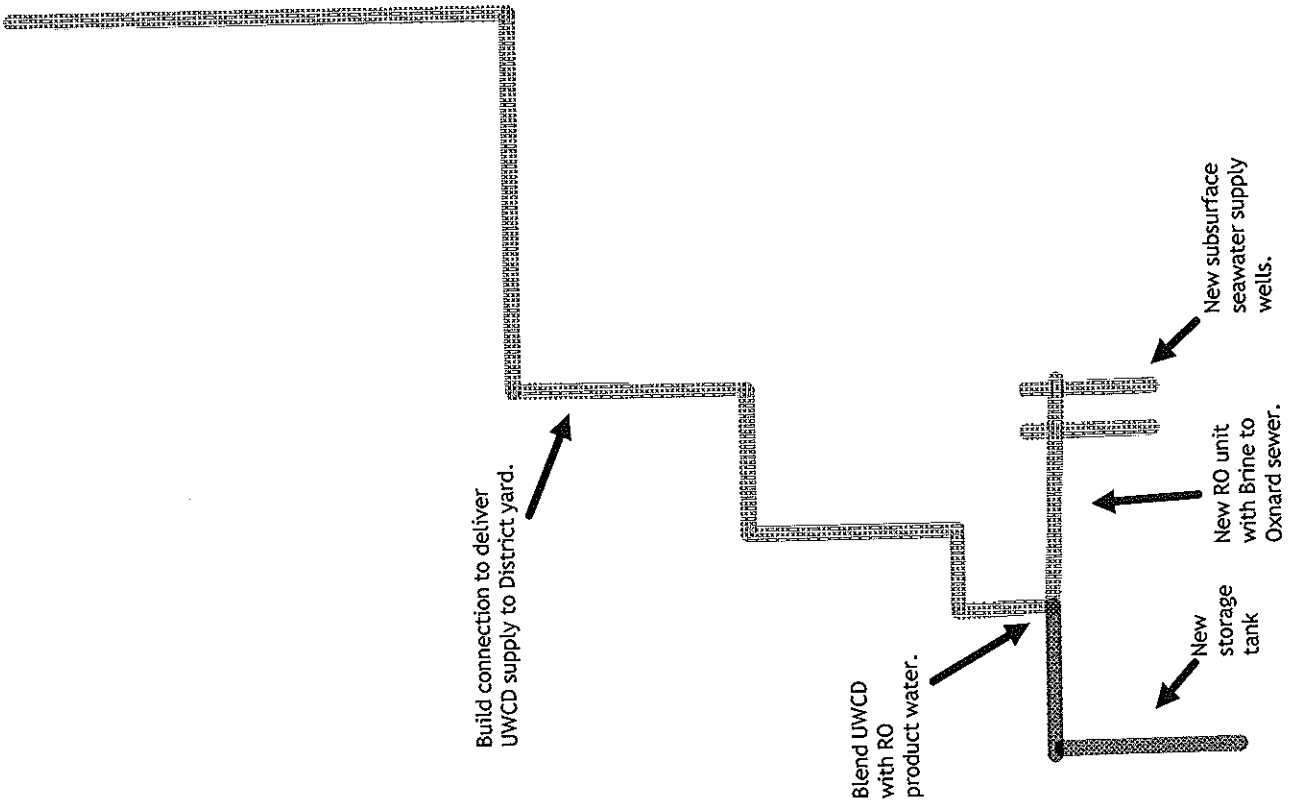 Build connection to deliver
UWCD supply to District yard.
Blend UWCD
with RO
product water.
New
storage
tank
New RO unit
with Brine to
Oxnard sewer.
New subsurface
seawater supply
wells.